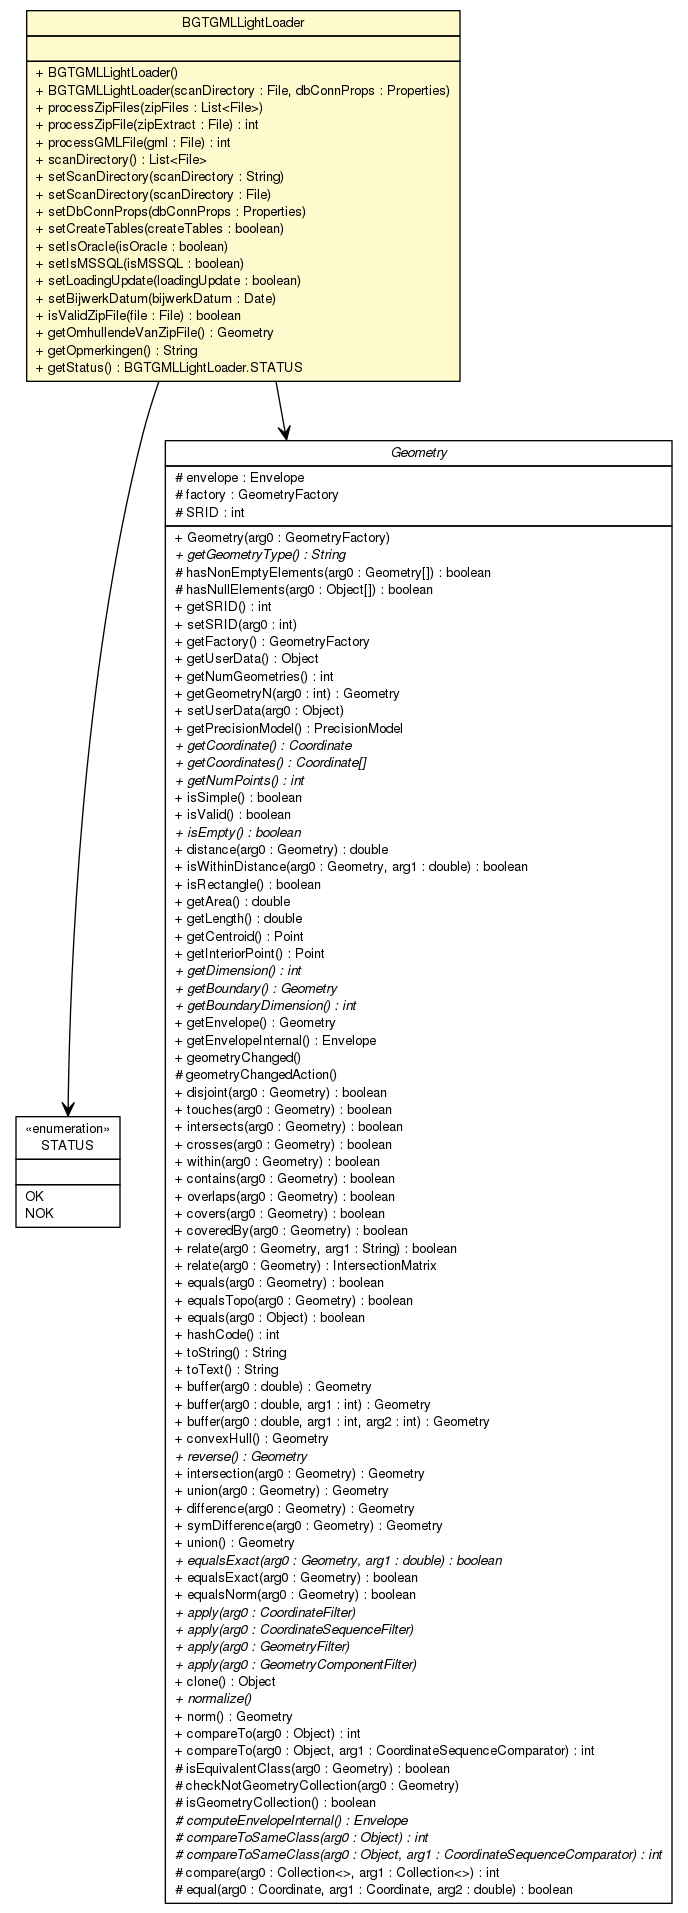 BGTGMLLightLoader
+ BGTGMLLightLoader()
+ BGTGMLLightLoader(scanDirectory : File, dbConnProps : Properties)
+ processZipFiles(zipFiles : List<File>)
+ processZipFile(zipExtract : File) : int
+ processGMLFile(gml : File) : int
+ scanDirectory() : List<File>
+ setScanDirectory(scanDirectory : String)
+ setScanDirectory(scanDirectory : File)
+ setDbConnProps(dbConnProps : Properties)
+ setCreateTables(createTables : boolean)
+ setIsOracle(isOracle : boolean)
+ setIsMSSQL(isMSSQL : boolean)
+ setLoadingUpdate(loadingUpdate : boolean)
+ setBijwerkDatum(bijwerkDatum : Date)
+ isValidZipFile(file : File) : boolean
+ getOmhullendeVanZipFile() : Geometry
+ getOpmerkingen() : String
+ getStatus() : BGTGMLLightLoader.STATUS
Geometry
# envelope : Envelope
# factory : GeometryFactory
# SRID : int
+ Geometry(arg0 : GeometryFactory)
+ getGeometryType() : String
# hasNonEmptyElements(arg0 : Geometry[]) : boolean
# hasNullElements(arg0 : Object[]) : boolean
+ getSRID() : int
+ setSRID(arg0 : int)
+ getFactory() : GeometryFactory
+ getUserData() : Object
+ getNumGeometries() : int
+ getGeometryN(arg0 : int) : Geometry
+ setUserData(arg0 : Object)
+ getPrecisionModel() : PrecisionModel
+ getCoordinate() : Coordinate
+ getCoordinates() : Coordinate[]
+ getNumPoints() : int
+ isSimple() : boolean
+ isValid() : boolean
+ isEmpty() : boolean
+ distance(arg0 : Geometry) : double
+ isWithinDistance(arg0 : Geometry, arg1 : double) : boolean
+ isRectangle() : boolean
+ getArea() : double
+ getLength() : double
+ getCentroid() : Point
+ getInteriorPoint() : Point
+ getDimension() : int
+ getBoundary() : Geometry
+ getBoundaryDimension() : int
+ getEnvelope() : Geometry
+ getEnvelopeInternal() : Envelope
+ geometryChanged()
# geometryChangedAction()
+ disjoint(arg0 : Geometry) : boolean
+ touches(arg0 : Geometry) : boolean
+ intersects(arg0 : Geometry) : boolean
+ crosses(arg0 : Geometry) : boolean
+ within(arg0 : Geometry) : boolean
+ contains(arg0 : Geometry) : boolean
+ overlaps(arg0 : Geometry) : boolean
+ covers(arg0 : Geometry) : boolean
+ coveredBy(arg0 : Geometry) : boolean
+ relate(arg0 : Geometry, arg1 : String) : boolean
+ relate(arg0 : Geometry) : IntersectionMatrix
+ equals(arg0 : Geometry) : boolean
+ equalsTopo(arg0 : Geometry) : boolean
+ equals(arg0 : Object) : boolean
+ hashCode() : int
+ toString() : String
+ toText() : String
+ buffer(arg0 : double) : Geometry
+ buffer(arg0 : double, arg1 : int) : Geometry
+ buffer(arg0 : double, arg1 : int, arg2 : int) : Geometry
+ convexHull() : Geometry
+ reverse() : Geometry
+ intersection(arg0 : Geometry) : Geometry
+ union(arg0 : Geometry) : Geometry
+ difference(arg0 : Geometry) : Geometry
+ symDifference(arg0 : Geometry) : Geometry
+ union() : Geometry
+ equalsExact(arg0 : Geometry, arg1 : double) : boolean
+ equalsExact(arg0 : Geometry) : boolean
+ equalsNorm(arg0 : Geometry) : boolean
+ apply(arg0 : CoordinateFilter)
+ apply(arg0 : CoordinateSequenceFilter)
+ apply(arg0 : GeometryFilter)
+ apply(arg0 : GeometryComponentFilter)
+ clone() : Object
+ normalize()
+ norm() : Geometry
+ compareTo(arg0 : Object) : int
+ compareTo(arg0 : Object, arg1 : CoordinateSequenceComparator) : int
# isEquivalentClass(arg0 : Geometry) : boolean
# checkNotGeometryCollection(arg0 : Geometry)
# isGeometryCollection() : boolean
# computeEnvelopeInternal() : Envelope
# compareToSameClass(arg0 : Object) : int
# compareToSameClass(arg0 : Object, arg1 : CoordinateSequenceComparator) : int
# compare(arg0 : Collection<>, arg1 : Collection<>) : int
# equal(arg0 : Coordinate, arg1 : Coordinate, arg2 : double) : boolean
«enumeration»
STATUS
OK
NOK